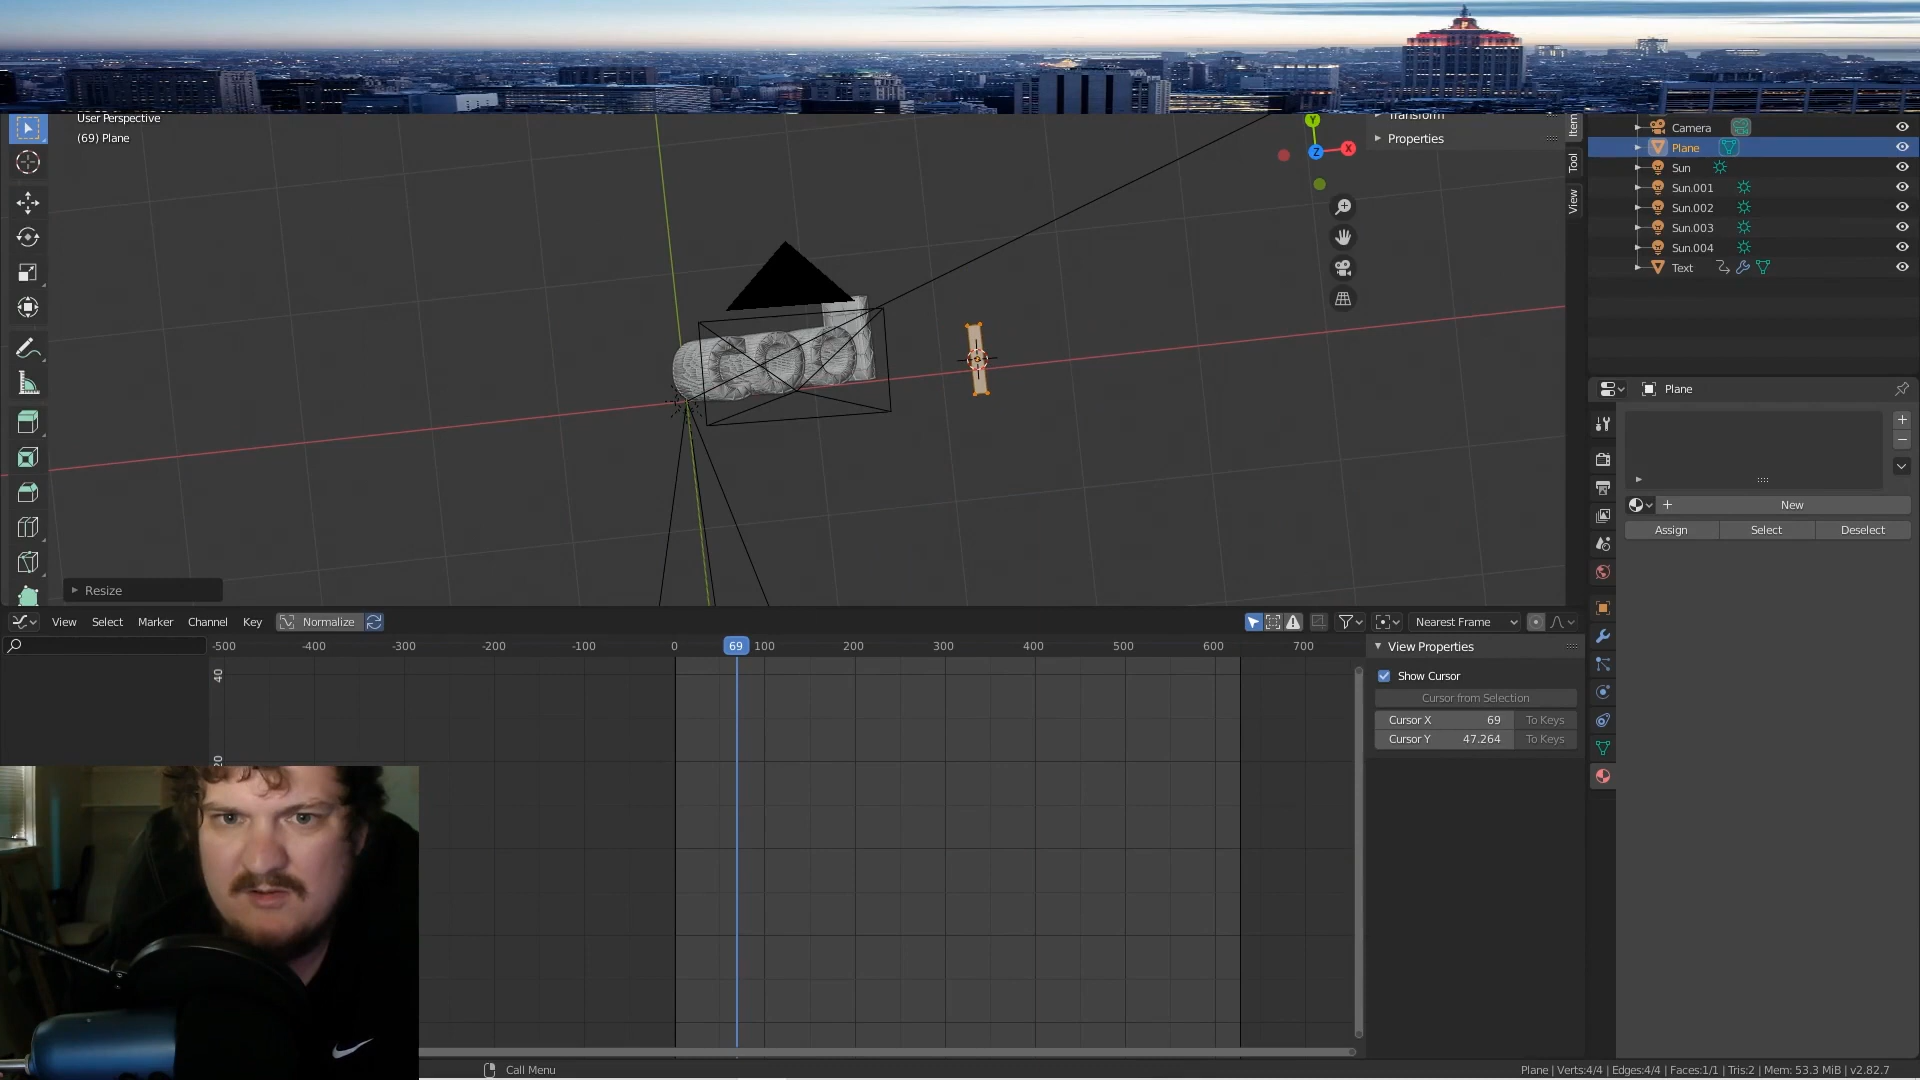 User Perspective
(69) Plane
Transform
Properties
Item
Tool
View
Y
X
Z
COOL
Resize
Camera
Plane
Sun
Sun.001
Sun.002
Sun.003
Sun.004
Text
Plane
New
Assign
Select
Deselect
View
Select
Marker
Channel
Key
Normalize
Nearest Frame
-500
-400
-300
-200
-100
0
69
100
200
300
400
500
600
700
40
20
View Properties
Show Cursor
Cursor from Selection
Cursor X
69
To Keys
Cursor Y
47.264
To Keys
Call Menu
Plane | Verts:4/4 | Edges:4/4 | Faces:1/1 | Tris:2 | Mem: 53.3 MiB | v2.82.7